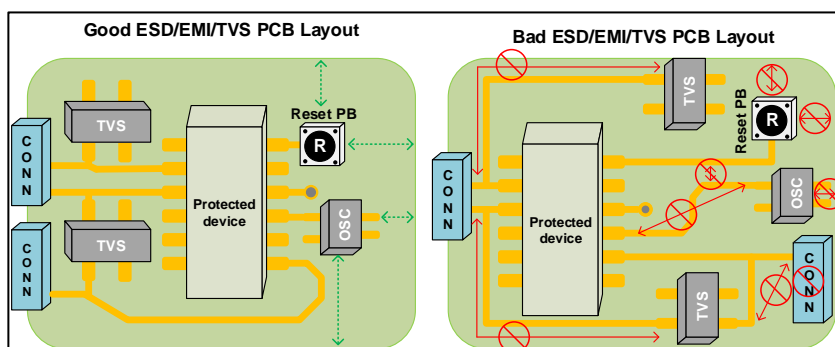 Good ESD/EMI/TVS PCB Layout
TVS
CONN
Reset PB
R
Protected
device
OSC
TVS
CONN
Bad ESD/EMI/TVS PCB Layout
TVS
Reset PB
R
CONN
Protected
device
OSC
CONN
TVS